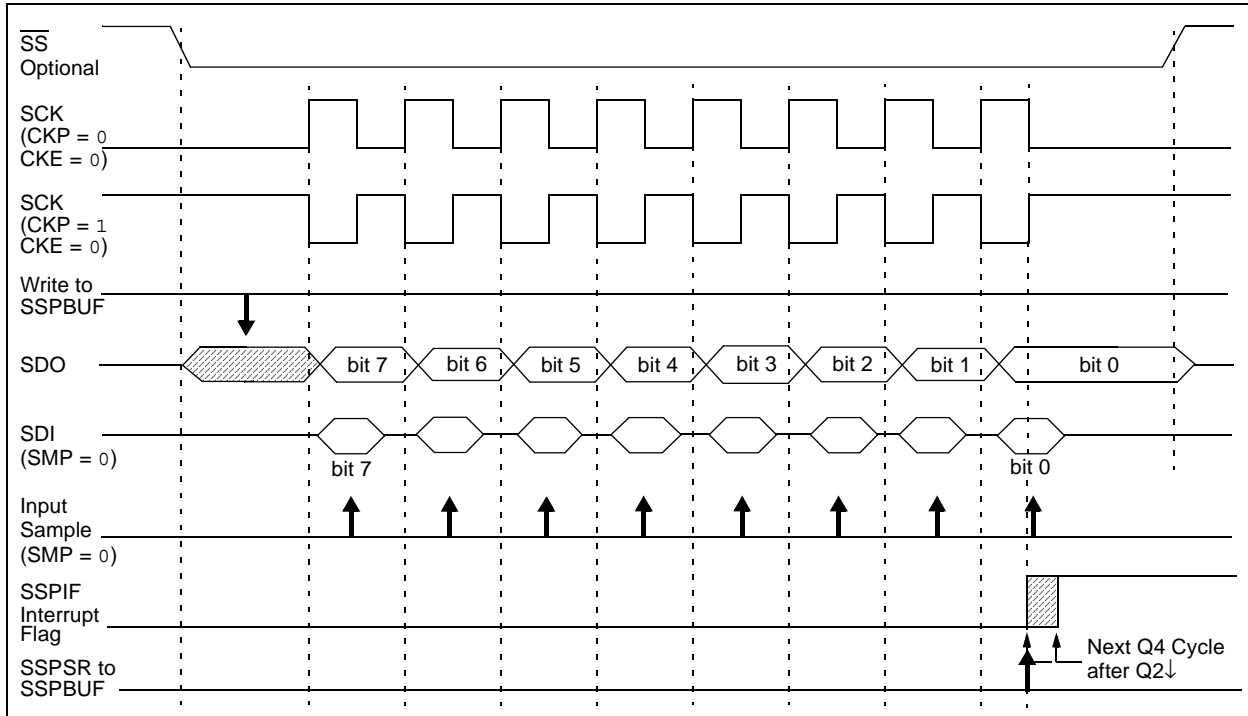 SS
Optional
SCK
(CKP = 0
CKE = 0)
SCK
(CKP = 1
CKE = 0)
Write to
SSPBUF
SDO
bit 7
bit 6
bit 5
bit 4
bit 3
bit 2
bit 1
bit 0
SDI
(SMP = 0)
bit 7
bit 0
Input
Sample
(SMP = 0)
SSPIF
Interrupt
Flag
Next Q4 Cycle
after Q2↓
SSPSR to
SSPBUF